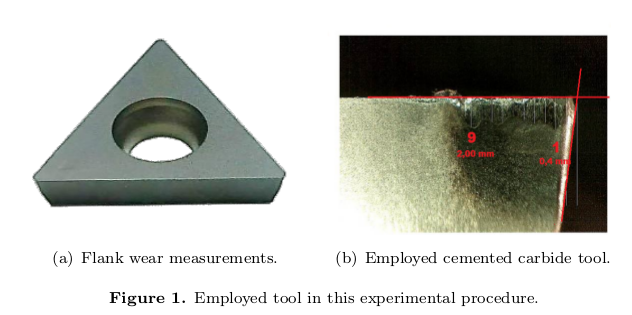 9
2,00 mm
1
0,4 mm
(a) Flank wear measurements.
(b) Employed cemented carbide tool.
Figure 1. Employed tool in this experimental procedure.